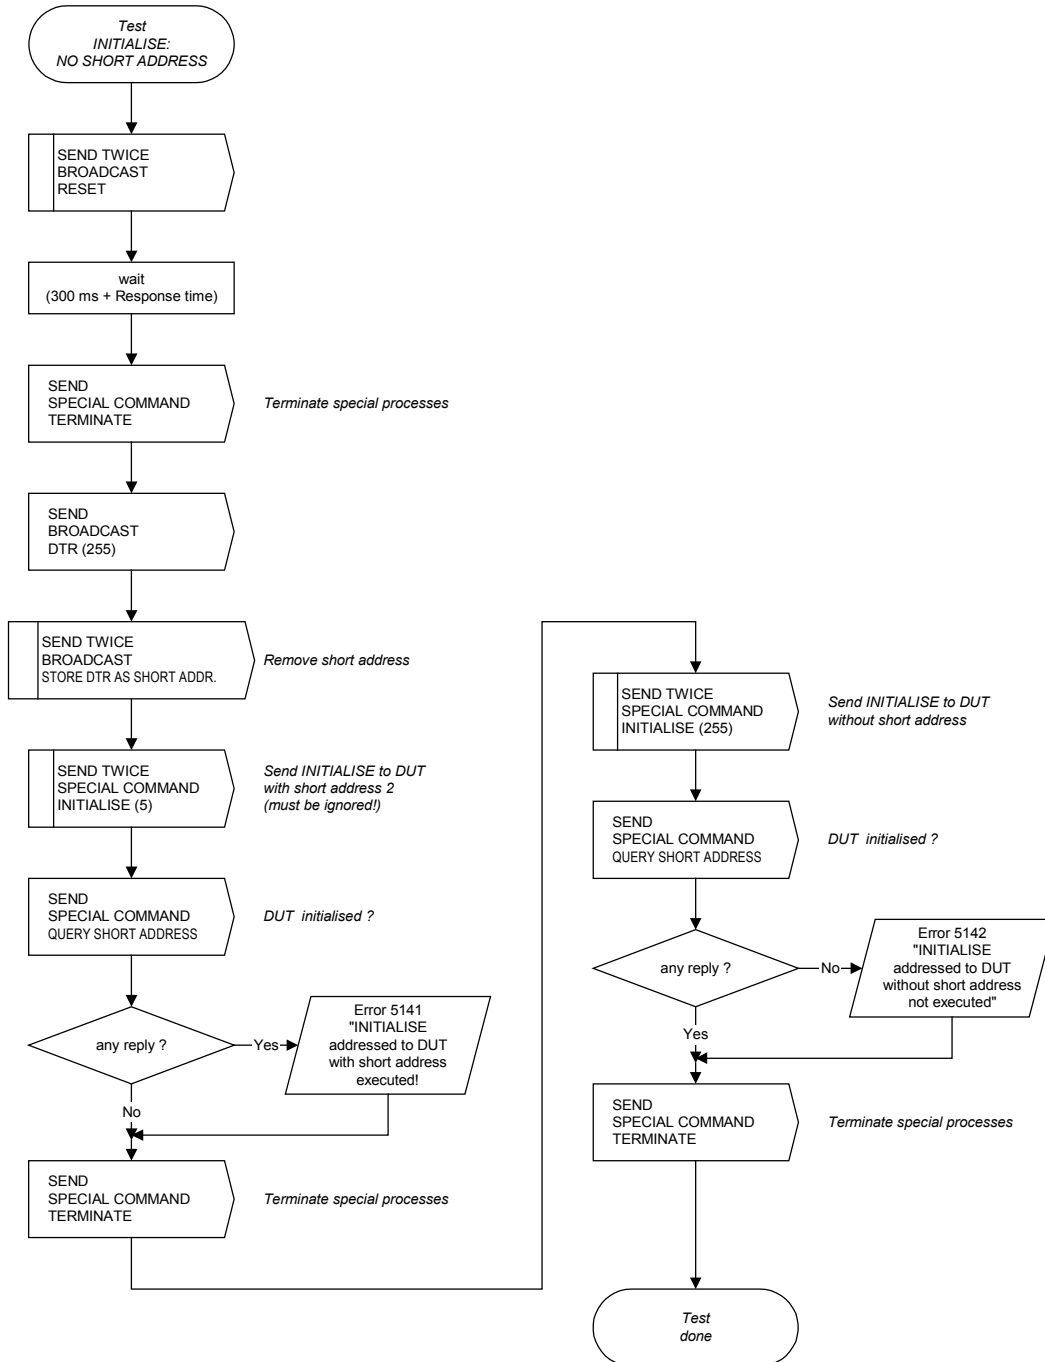 Test
INITIALISE:
NO SHORT ADDRESS
SEND TWICE
BROADCAST
RESET
wait
(300 ms + Response time)
SEND
SPECIAL COMMAND
TERMINATE
Terminate special processes
SEND
BROADCAST
DTR (255)
SEND TWICE
BROADCAST
STORE DTR AS SHORT ADDR.
Remove short address
SEND TWICE
SPECIAL COMMAND
INITIALISE (5)
Send INITIALISE to DUT
with short address 2
(must be ignored!)
SEND
SPECIAL COMMAND
QUERY SHORT ADDRESS
DUT initialised ?
any reply ?
Yes
Error 5141
"INITIALISE
addressed to DUT
with short address
executed!
No
SEND
SPECIAL COMMAND
TERMINATE
Terminate special processes
SEND TWICE
SPECIAL COMMAND
INITIALISE (255)
Send INITIALISE to DUT
without short address
SEND
SPECIAL COMMAND
QUERY SHORT ADDRESS
DUT initialised ?
any reply ?
No
Error 5142
"INITIALISE
addressed to DUT
without short address
not executed"
Yes
SEND
SPECIAL COMMAND
TERMINATE
Terminate special processes
Test
done